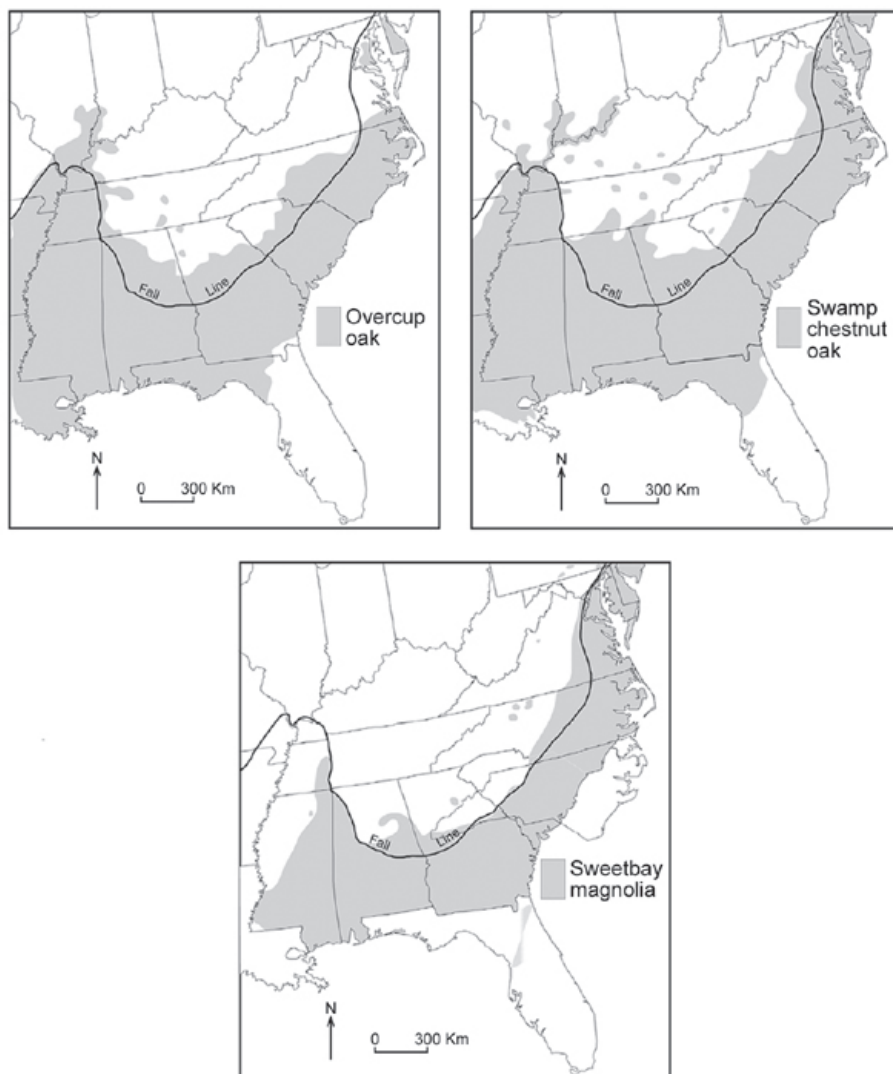 Fall Line
Overcup
oak
N
0 300 Km
Fall Line
Swamp
chestnut
oak
N
0 300 Km
Fall Line
Sweetbay
magnolia
N
0 300 Km